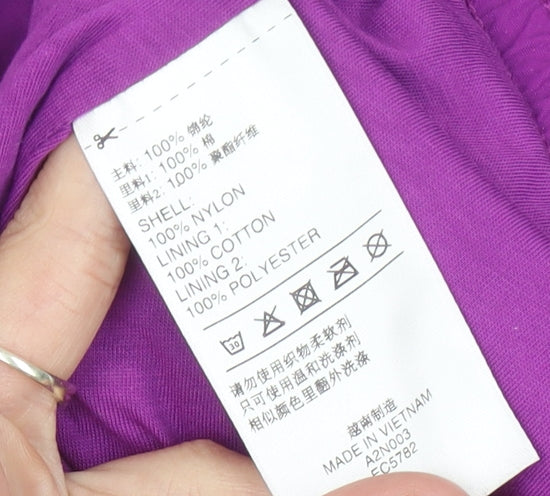 主料: 100% 锦纶
里料1: 100% 棉
里料2: 100% 聚酯纤维
SHELL:
100% NYLON
LINING 1:
100% COTTON
LINING 2:
100% POLYESTER
30
请勿使用织物柔软剂
只可使用温和洗涤剂
相似颜色里翻外洗涤
越南制造
MADE IN VIETNAM
A2N003
EC5782